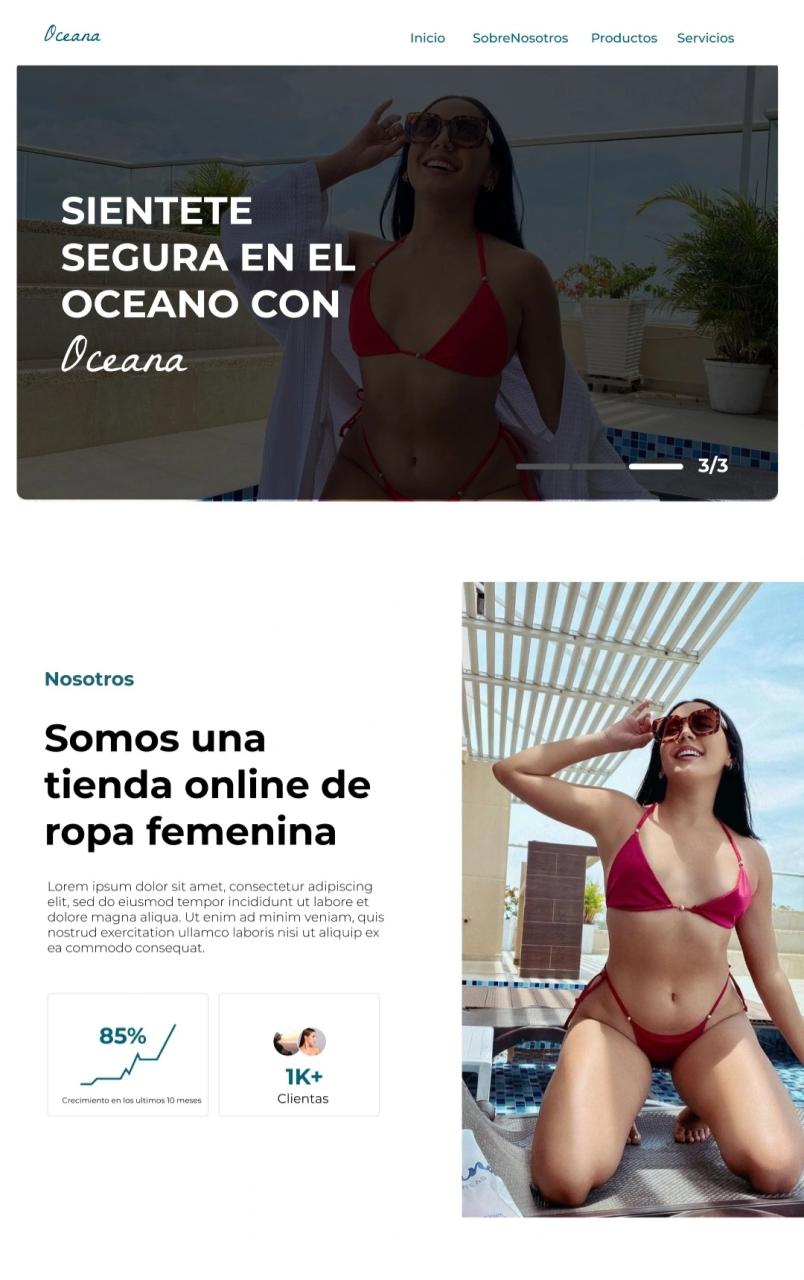 Oceana
Inicio SobreNosotros Productos Servicios
SIENTETE
SEGURA EN EL
OCEANO CON
Oceana
3/3
Nosotros
Somos una
tienda online de
ropa femenina
Lorem ipsum dolor sit amet, consectetur adipiscing
elit, sed do eiusmod tempor incididunt ut labore et
dolore magna aliqua. Ut enim ad minim veniam, quis
nostrud exercitation ullamco laboris nisi ut aliquip ex
ea commodo consequat.
85%
Crecimiento en los ultimos 10 meses
1K+
Clientas